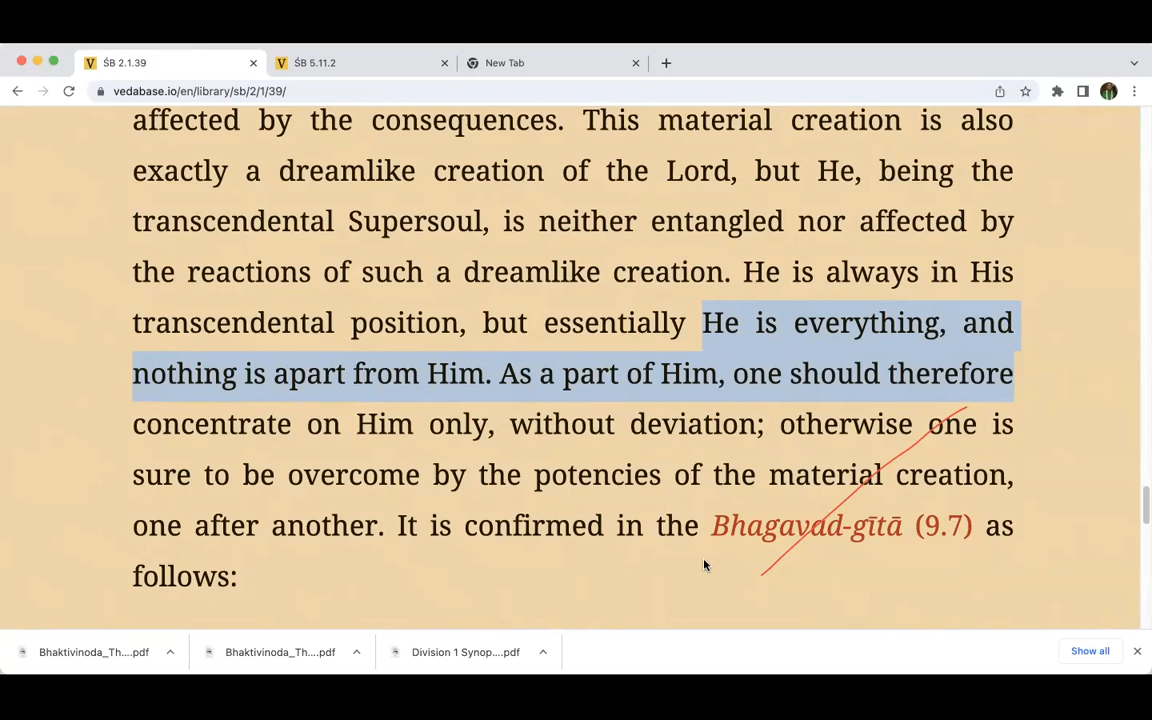 ŚB 2.1.39
ŚB 5.11.2
New Tab
vedabase.io/en/library/sb/2/1/39/
affected by the consequences. This material creation is also
exactly a dreamlike creation of the Lord, but He, being the
transcendental Supersoul, is neither entangled nor affected by
the reactions of such a dreamlike creation. He is always in His
transcendental position, but essentially He is everything, and
nothing is apart from Him. As a part of Him, one should therefore
concentrate on Him only, without deviation; otherwise one is
sure to be overcome by the potencies of the material creation,
one after another. It is confirmed in the Bhagavad-gītā (9.7) as
follows:
Bhaktivinoda_Th....pdf
Bhaktivinoda_Th....pdf
Division 1 Synop....pdf
Show all